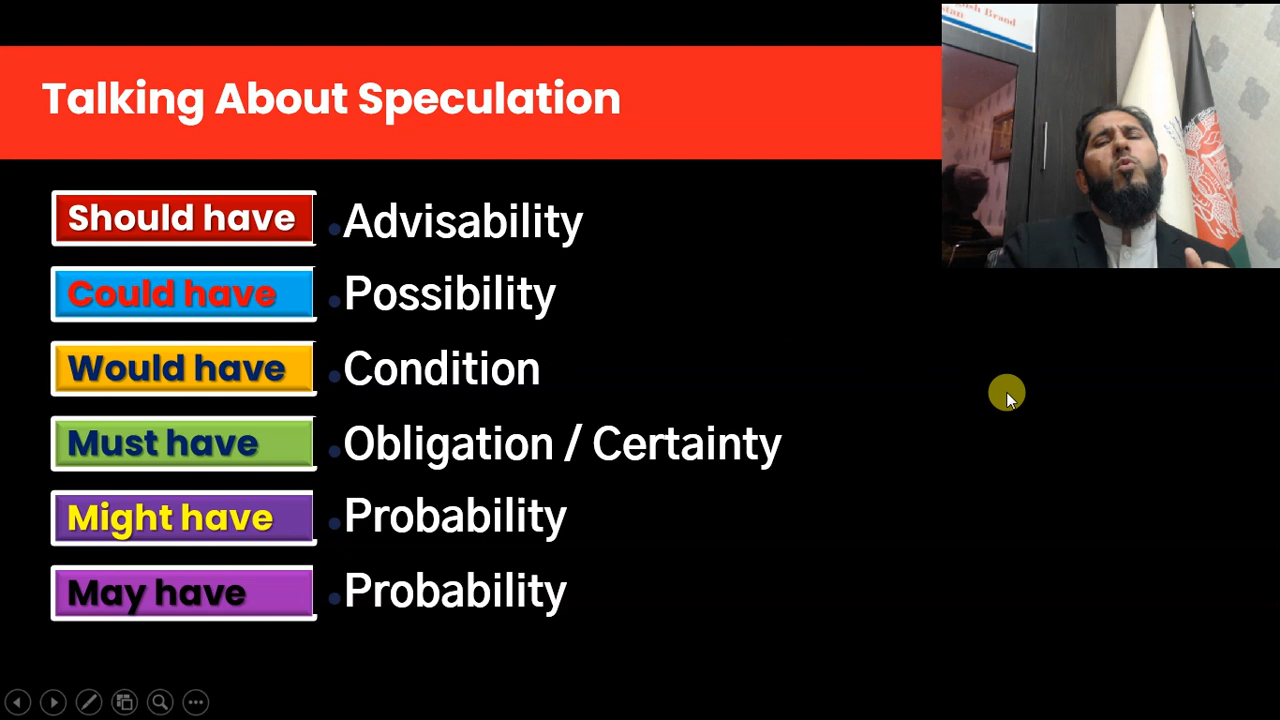 Talking About Speculation
Should have
Advisability
Could have
Possibility
Would have
Condition
Must have
Obligation / Certainty
Might have
Probability
May have
Probability
Brand